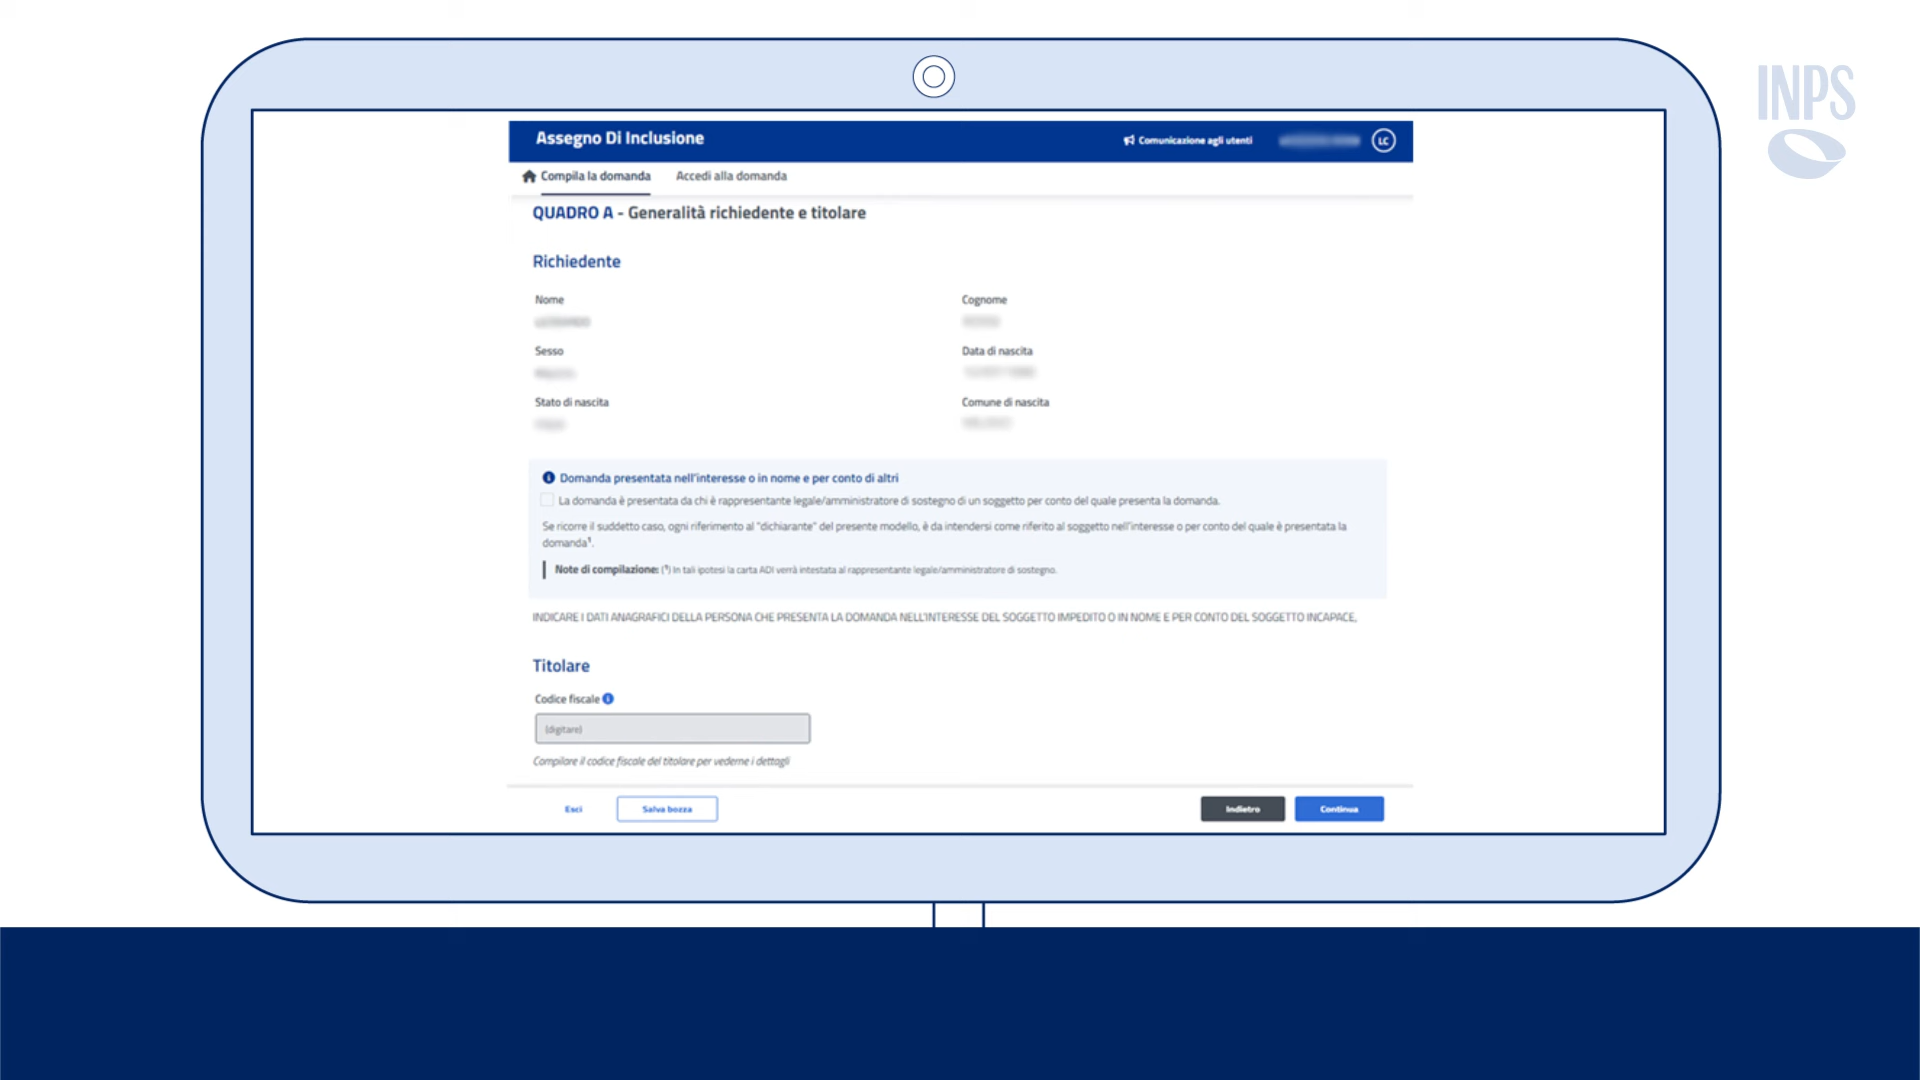 INPS
Assegno Di Inclusione
Comunicazione agli utenti
LC
Compila la domanda
Accedi alla domanda
QUADRO A - Generalità richiedente e titolare
Richiedente
Nome
Cognome
Sesso
Data di nascita
Stato di nascita
Comune di nascita
Domanda presentata nell'interesse o in nome e per conto di altri
La domanda è presentata da chi è rappresentante legale/amministratore di sostegno di un soggetto per conto del quale presenta la domanda.
Se ricorre il suddetto caso, ogni riferimento al "dichiarante" del presente modello, è da intendersi come riferito al soggetto nell'interesse o per conto del quale è presentata la
domanda¹.
Note di compilazione: (¹) In tali ipotesi la carta ADI verrà intestata al rappresentante legale/amministratore di sostegno.
INDICARE I DATI ANAGRAFICI DELLA PERSONA CHE PRESENTA LA DOMANDA NELL'INTERESSE DEL SOGGETTO IMPEDITO O IN NOME E PER CONTO DEL SOGGETTO INCAPACE.
Titolare
Codice fiscale
(digitare)
Compilare il codice fiscale del titolare per vederne i dettagli
Esci
Salva bozza
Indietro
Continua